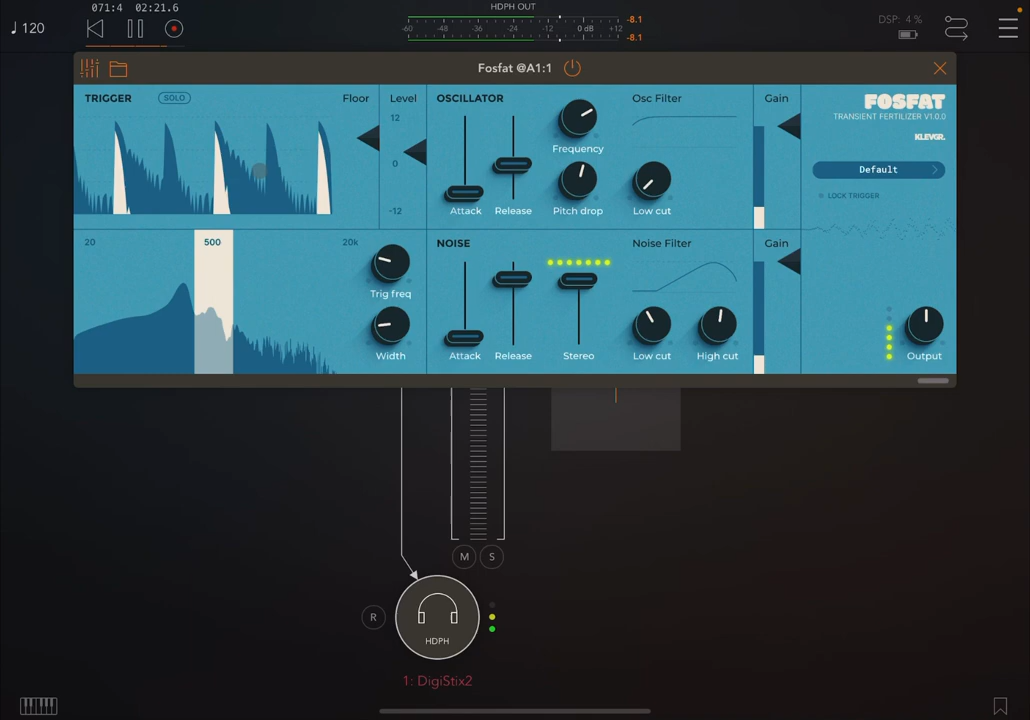 071:4 02:21.6
♩ 120
HDPH OUT
-60 -48 -36 -24 -12 0 dB +12
-8.1
-8.1
DSP: 4 %
Fosfat @A1:1
TRIGGER SOLO Floor Level
12
0
-12
20 500 20k
Trig freq
Width
OSCILLATOR Osc Filter Gain
Frequency
Attack Release Pitch drop Low cut
NOISE Noise Filter Gain
Attack Release Stereo Low cut High cut
FOSFAT
TRANSIENT FERTILIZER V1.0.0
KLEVGR.
Default
LOCK TRIGGER
Output
M S
R
HDPH
1: DigiStix2